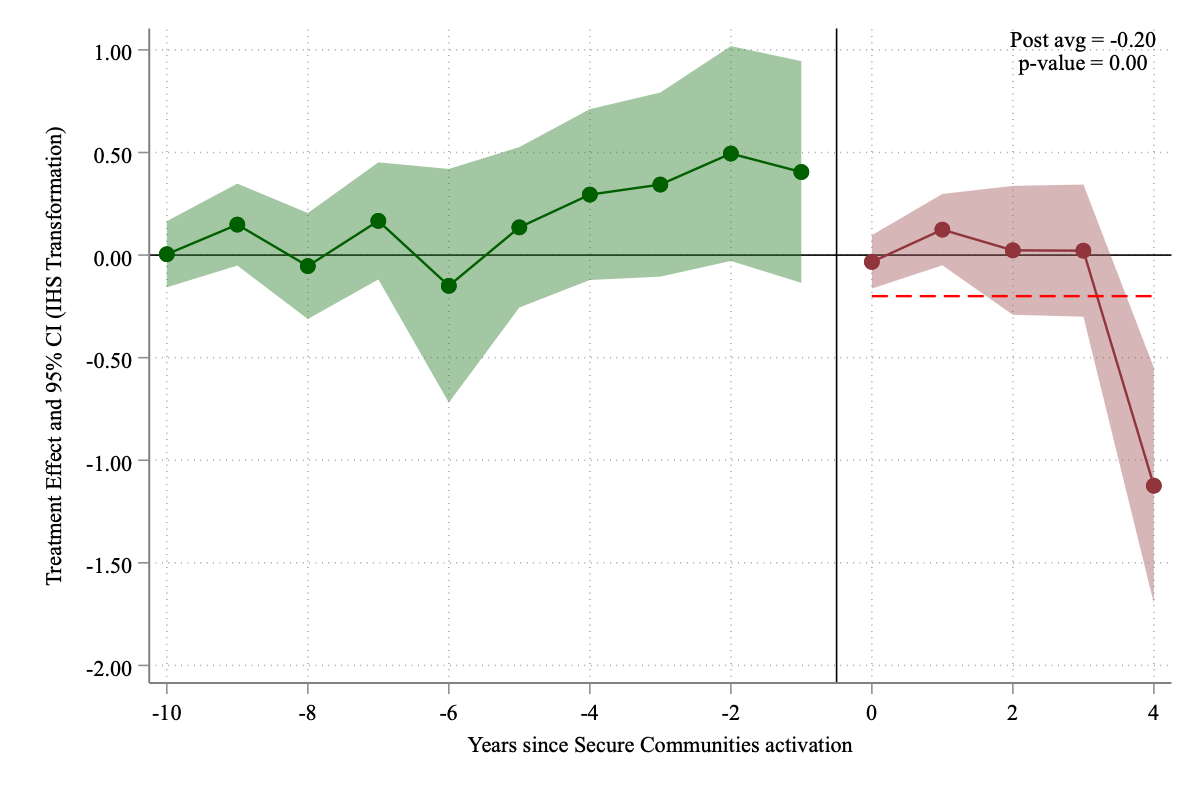 Post avg = -0.20
p-value = 0.00
Treatment Effect and 95% CI (IHS Transformation)
1.00
0.50
0.00
-0.50
-1.00
-1.50
-2.00
-10 -8 -6 -4 -2 0 2 4
Years since Secure Communities activation